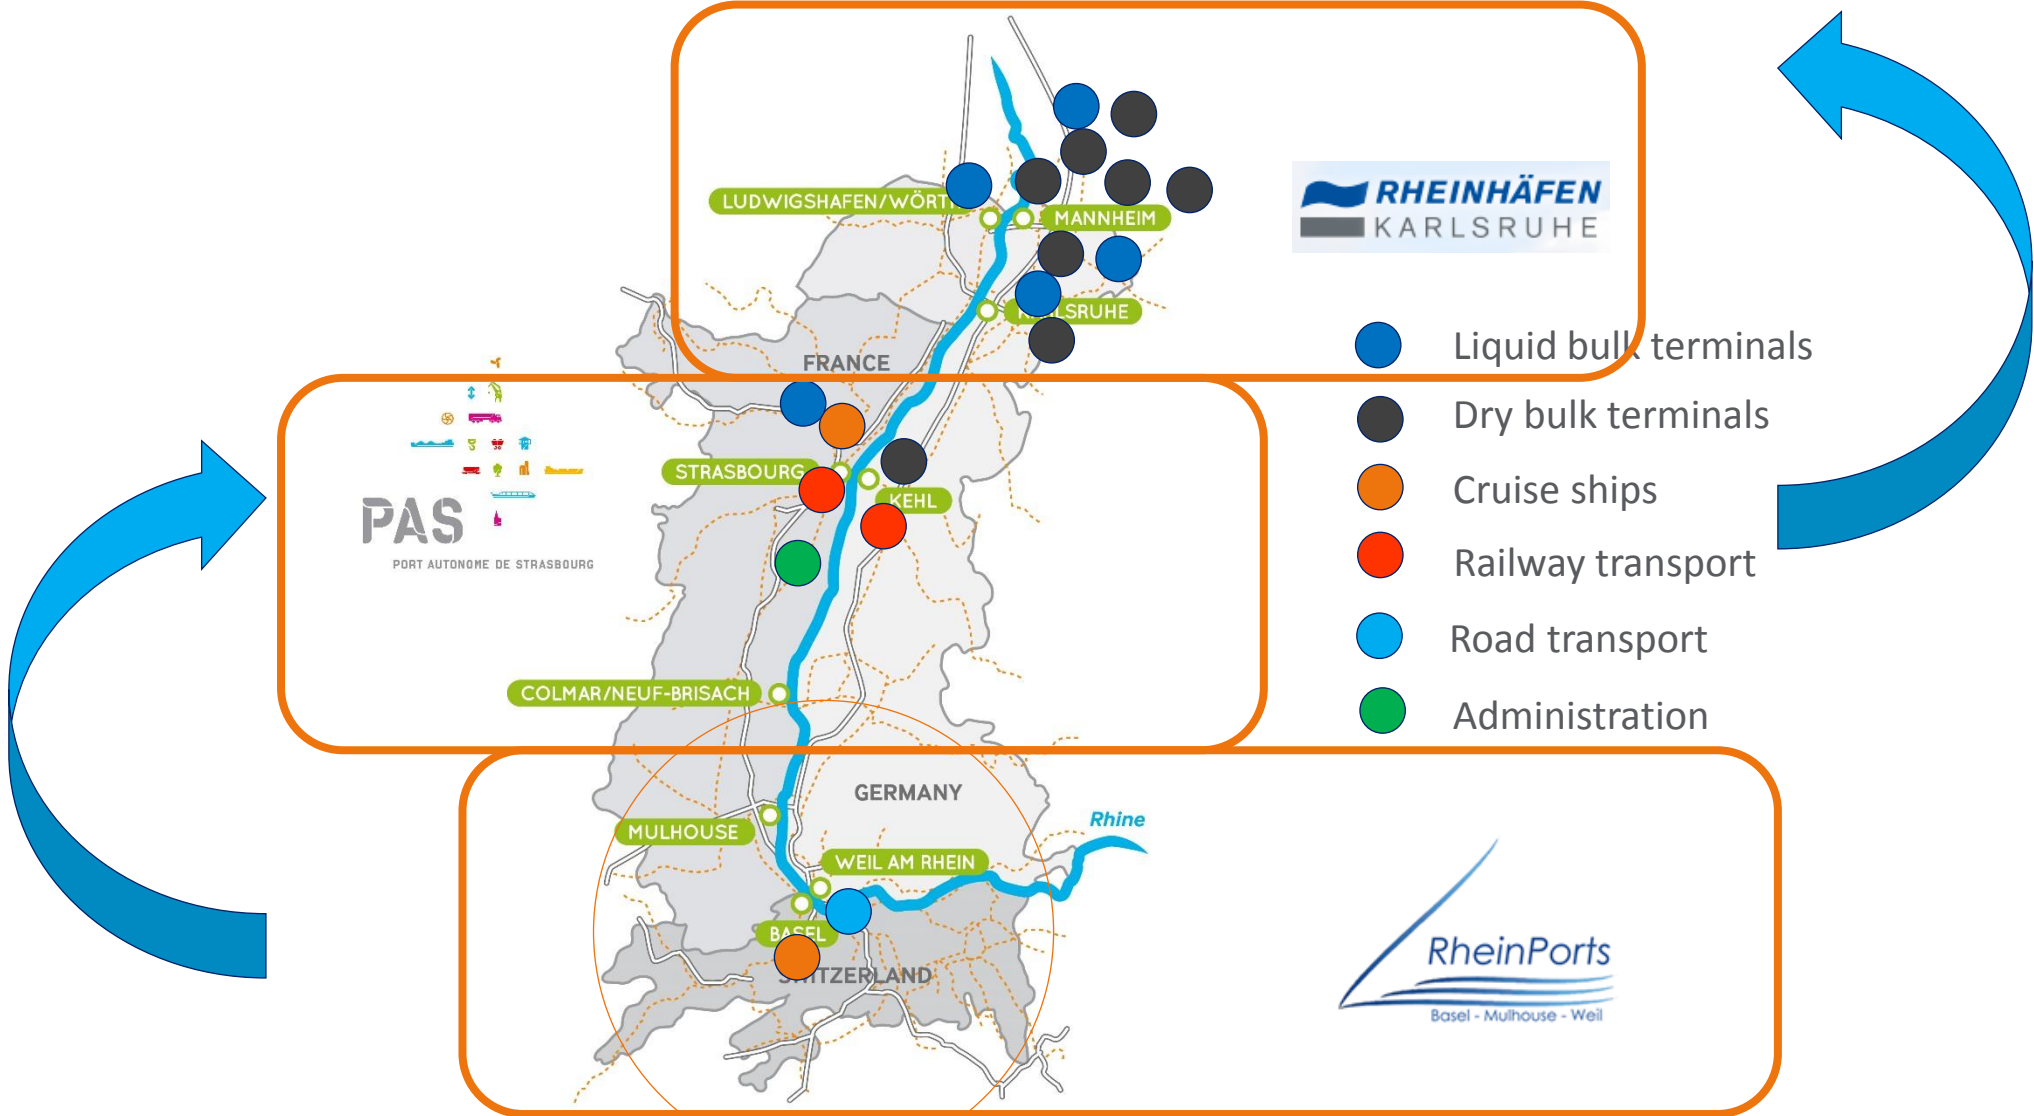 RHEINHÄFEN
KARLSRUHE
LUDWIGSHAFEN/WÖRT
MANNHEIM
KARLSRUHE
FRANCE
Liquid bulk terminals
Dry bulk terminals
Cruise ships
Railway transport
Road transport
Administration
STRASBOURG
KEHL
PAS
PORT AUTONOME DE STRASBOURG
COLMAR/NEUF-BRISACH
GERMANY
Rhine
MULHOUSE
WEIL AM RHEIN
BASEL
SWITZERLAND
RheinPorts
Basel - Mulhouse - Weil